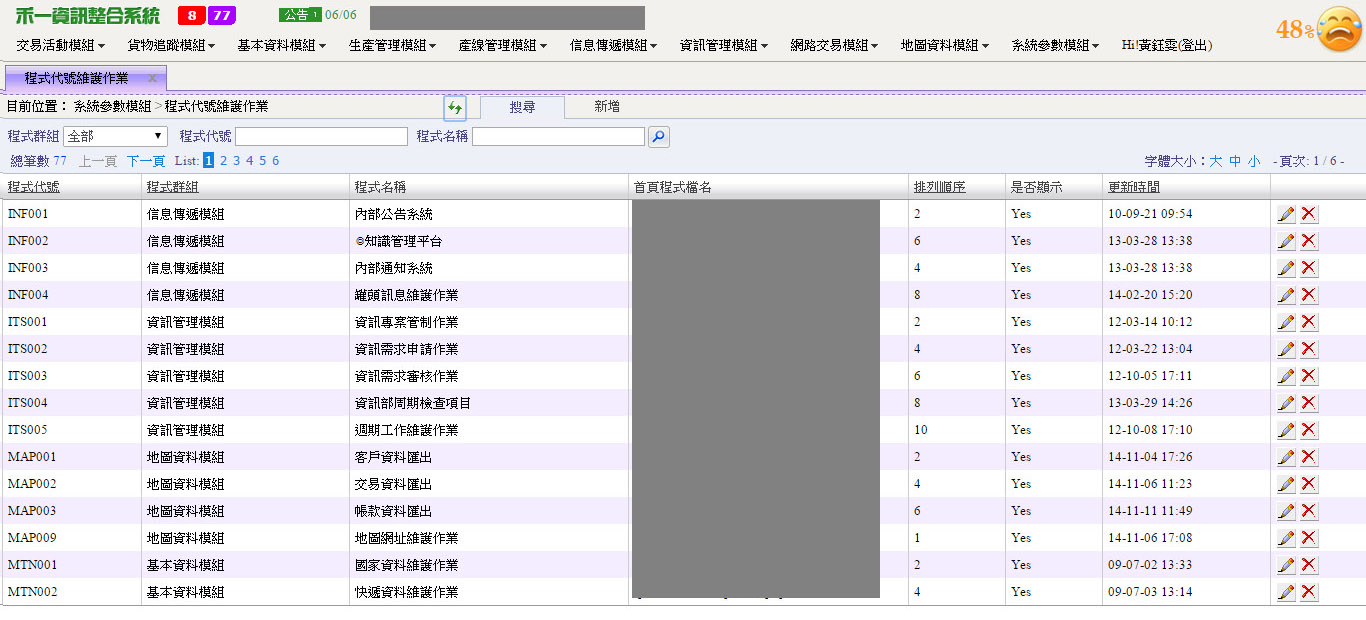 禾一資訊整合系統 8 77 公告 1 06/06
48%
交易活動模組 貨物追蹤模組 基本資料模組 生產管理模組 產線管理模組 信息傳遞模組 資訊管理模組 網路交易模組 地圖資料模組 系統參數模組 Hi!黃鈺雯(登出)
程式代號維護作業 x
目前位置： 系統參數模組 > 程式代號維護作業 搜尋 新增
程式群組 全部 程式代號 程式名稱
總筆數 77 上一頁 下一頁 List: 1 2 3 4 5 6 字體大小：大 中 小 - 頁次: 1 / 6 -
程式代號 程式群組 程式名稱 首頁程式檔名 排列順序 是否顯示 更新時間
INF001 信息傳遞模組 內部公告系統 2 Yes 10-09-21 09:54
INF002 信息傳遞模組 ⊙知識管理平台 6 Yes 13-03-28 13:38
INF003 信息傳遞模組 內部通知系統 4 Yes 13-03-28 13:38
INF004 信息傳遞模組 罐頭訊息維護作業 8 Yes 14-02-20 15:20
ITS001 資訊管理模組 資訊專案管制作業 2 Yes 12-03-14 10:12
ITS002 資訊管理模組 資訊需求申請作業 4 Yes 12-03-22 13:04
ITS003 資訊管理模組 資訊需求審核作業 6 Yes 12-10-05 17:11
ITS004 資訊管理模組 資訊部周期檢查項目 8 Yes 13-03-29 14:26
ITS005 資訊管理模組 週期工作維護作業 10 Yes 12-10-08 17:10
MAP001 地圖資料模組 客戶資料匯出 2 Yes 14-11-04 17:26
MAP002 地圖資料模組 交易資料匯出 4 Yes 14-11-06 11:23
MAP003 地圖資料模組 帳款資料匯出 6 Yes 14-11-11 11:49
MAP009 地圖資料模組 地圖網址維護作業 1 Yes 14-11-06 17:08
MTN001 基本資料模組 國家資料維護作業 2 Yes 09-07-02 13:33
MTN002 基本資料模組 快遞資料維護作業 4 Yes 09-07-03 13:14